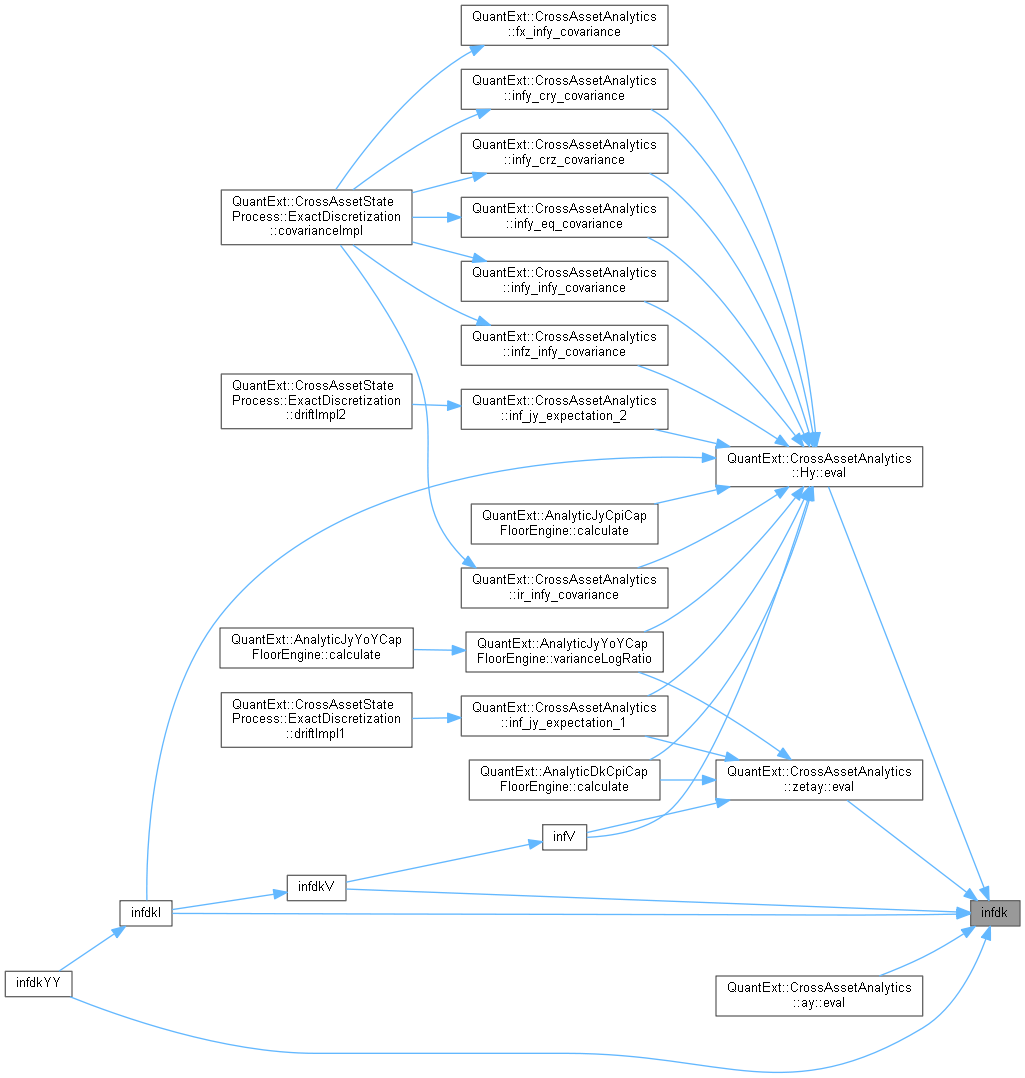 QuantExt::CrossAssetAnalytics
::fx_infy_covariance
QuantExt::CrossAssetAnalytics
::infy_cry_covariance
QuantExt::CrossAssetAnalytics
::infy_crz_covariance
QuantExt::CrossAssetState
Process::ExactDiscretization
::covarianceImpl
QuantExt::CrossAssetAnalytics
::infy_eq_covariance
QuantExt::CrossAssetAnalytics
::infy_infy_covariance
QuantExt::CrossAssetAnalytics
::infz_infy_covariance
QuantExt::CrossAssetState
Process::ExactDiscretization
::driftImpl2
QuantExt::CrossAssetAnalytics
::inf_jy_expectation_2
QuantExt::CrossAssetAnalytics
::Hy::eval
QuantExt::AnalyticJyCpiCap
FloorEngine::calculate
QuantExt::CrossAssetAnalytics
::ir_infy_covariance
QuantExt::AnalyticJyYoYCap
FloorEngine::calculate
QuantExt::AnalyticJyYoYCap
FloorEngine::varianceLogRatio
QuantExt::CrossAssetState
Process::ExactDiscretization
::driftImpl1
QuantExt::CrossAssetAnalytics
::inf_jy_expectation_1
QuantExt::AnalyticDkCpiCap
FloorEngine::calculate
QuantExt::CrossAssetAnalytics
::zetay::eval
infV
infdkV
infdkI
infdk
infdkYY
QuantExt::CrossAssetAnalytics
::ay::eval